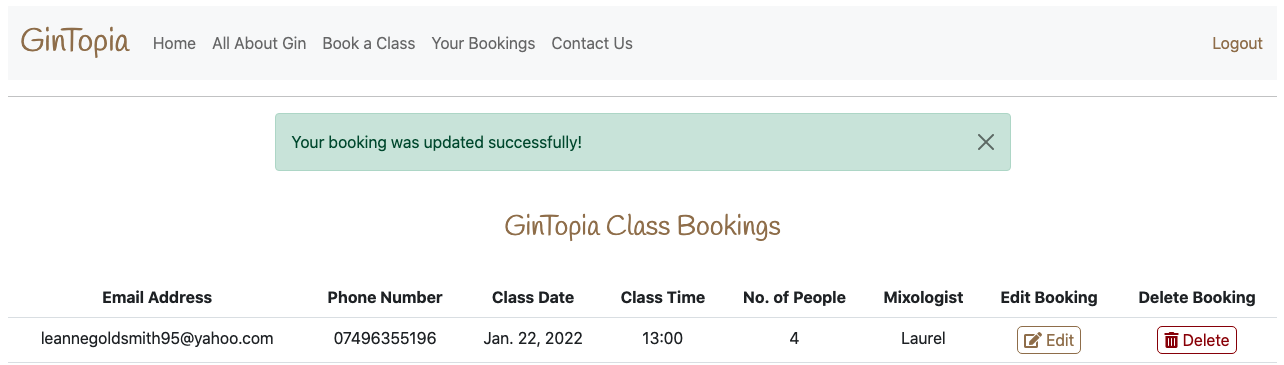 GinTopia Home All About Gin Book a Class Your Bookings Contact Us Logout
Your booking was updated successfully!
GinTopia Class Bookings
Email Address Phone Number Class Date Class Time No. of People Mixologist Edit Booking Delete Booking
leannegoldsmith95@yahoo.com 07496355196 Jan. 22, 2022 13:00 4 Laurel Edit Delete